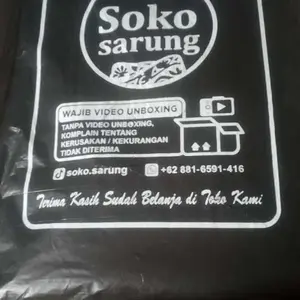 Soko
sarung
WAJIB VIDEO UNBOXING
TANPA VIDEO UNBOXING,
KOMPLAIN TENTANG
KERUSAKAN / KEKURANGAN
TIDAK DITERIMA
soko.sarung +62 881-6591-416
Terima Kasih Sudah Belanja di Toko Kami